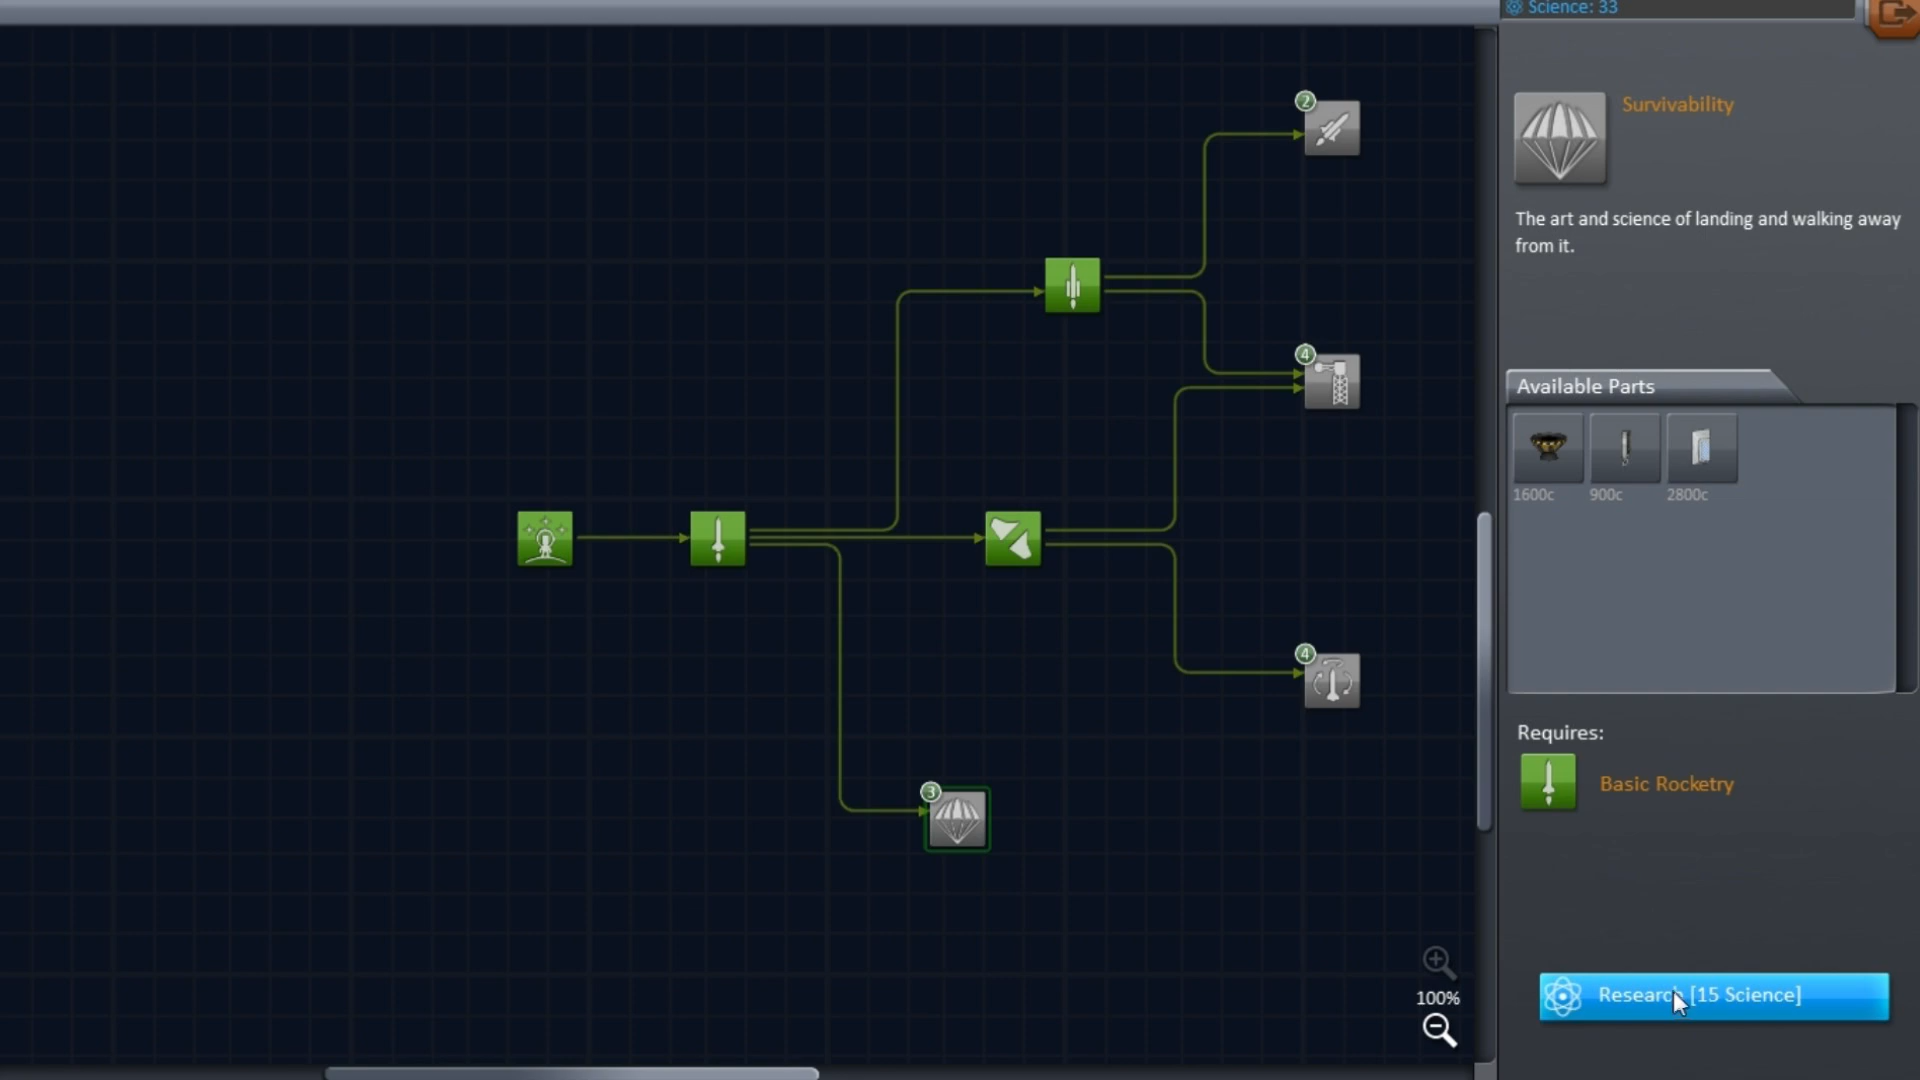 Science: 33
Survivability
The art and science of landing and walking away
from it.
2
4
4
3
Available Parts
1600c 900c 2800c
Requires:
Basic Rocketry
100%
Research [15 Science]